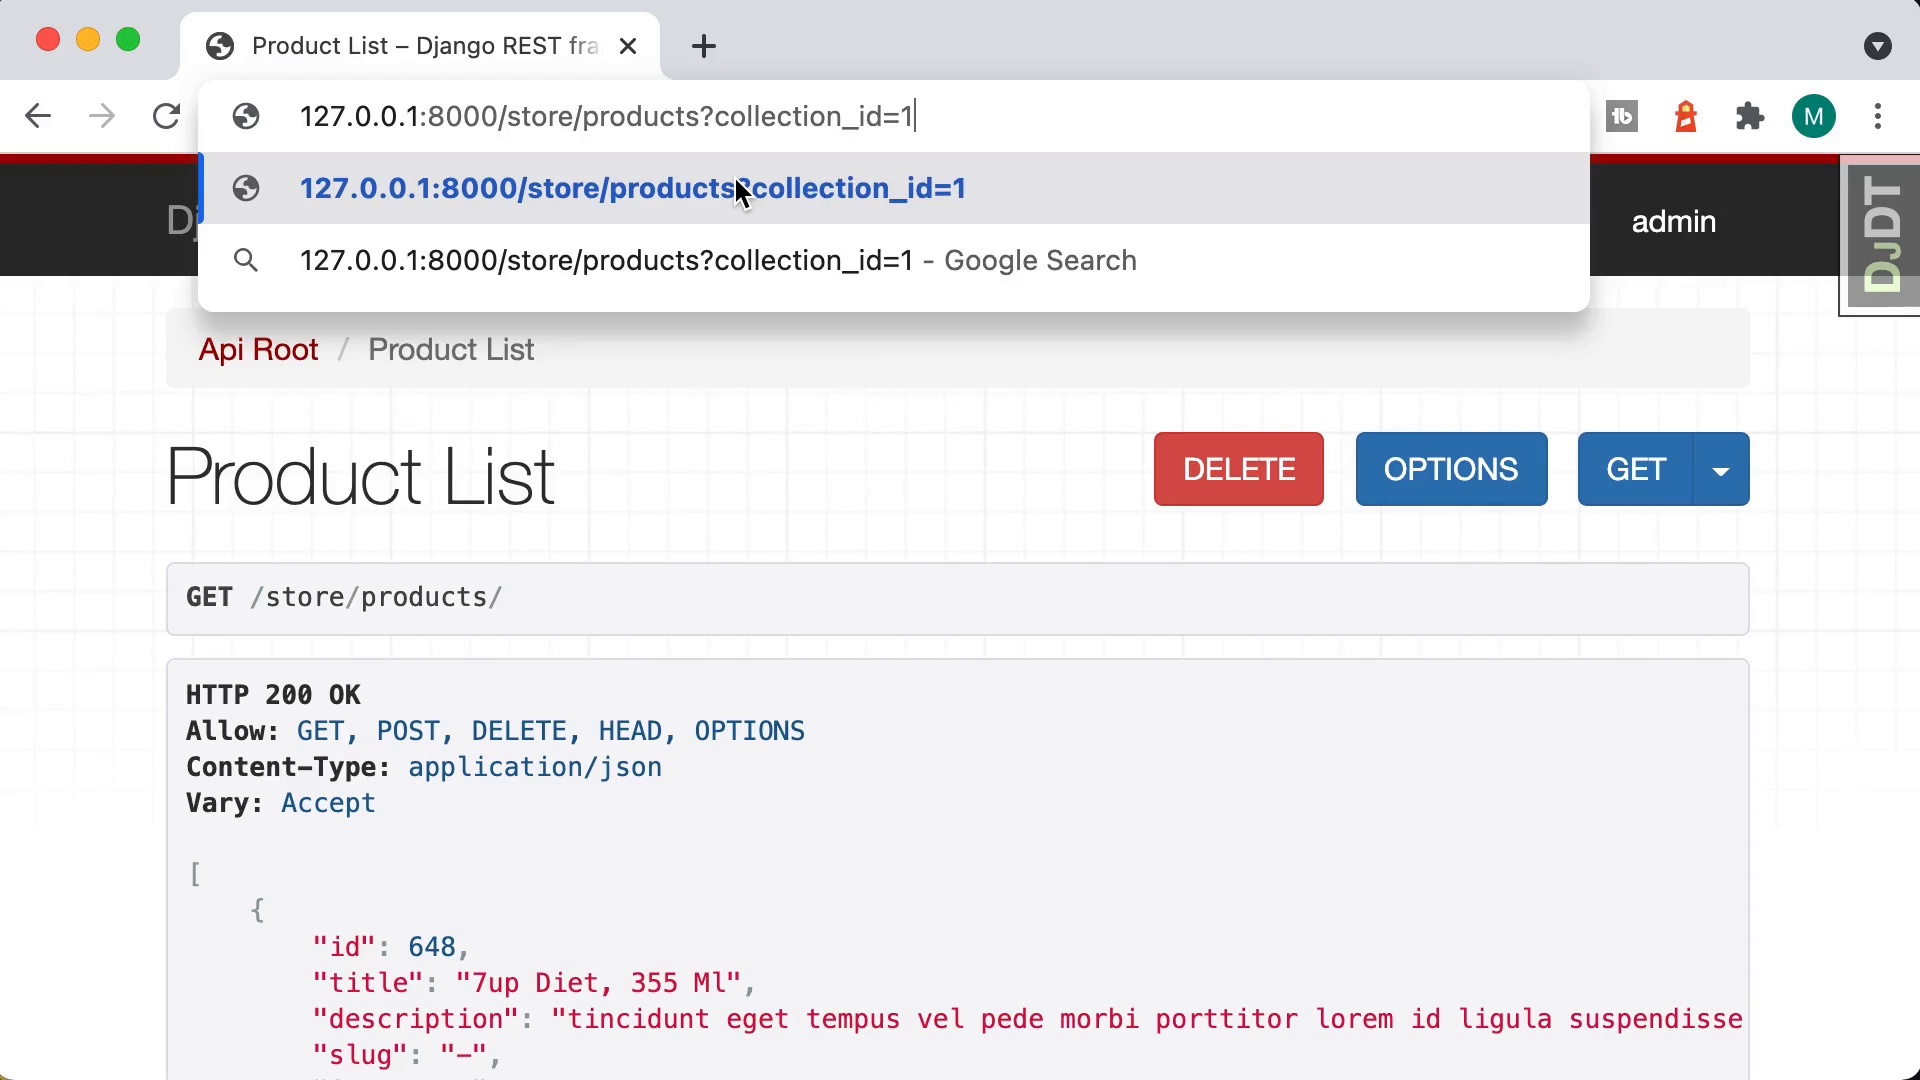 Product List – Django REST fra
127.0.0.1:8000/store/products?collection_id=1
M
127.0.0.1:8000/store/products?collection_id=1
127.0.0.1:8000/store/products?collection_id=1 - Google Search
Dj
admin
DJDT
Api Root / Product List
Product List
DELETE
OPTIONS
GET
GET /store/products/
HTTP 200 OK
Allow: GET, POST, DELETE, HEAD, OPTIONS
Content-Type: application/json
Vary: Accept
[
{
"id": 648,
"title": "7up Diet, 355 Ml",
"description": "tincidunt eget tempus vel pede morbi porttitor lorem id ligula suspendisse
"slug": "-",